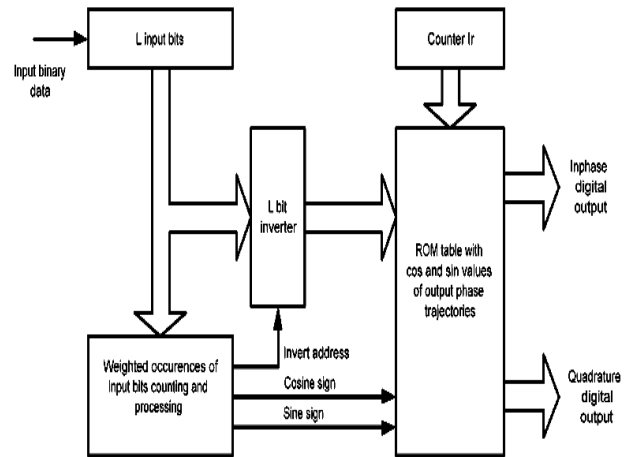 L input bits
Counter Ir
Input binary
data
L bit
inverter
Inphase
digital
output
ROM table with
cos and sin values
of output phase
trajectories
Invert address
Weighted occurences of
Input bits counting and
processing
Cosine sign
Sine sign
Quadrature
digital
output